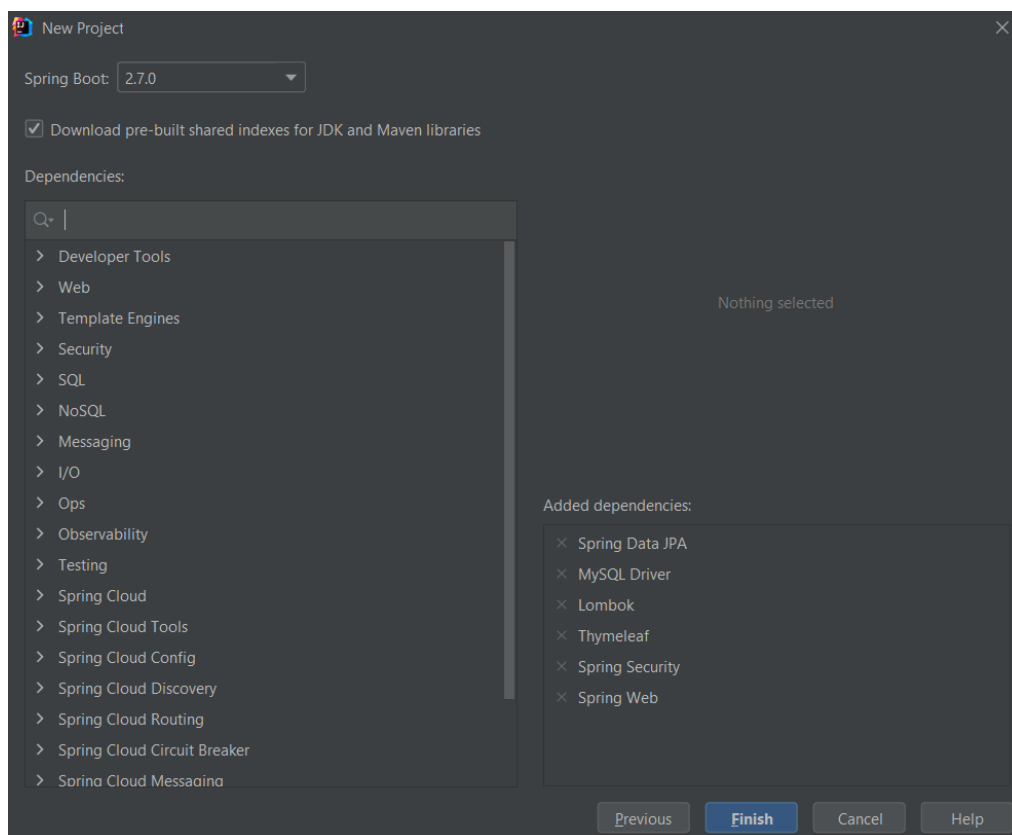 New Project
Spring Boot: 2.7.0
Download pre-built shared indexes for JDK and Maven libraries
Dependencies:
Developer Tools
Web
Template Engines
Security
SQL
NoSQL
Messaging
I/O
Ops
Observability
Testing
Spring Cloud
Spring Cloud Tools
Spring Cloud Config
Spring Cloud Discovery
Spring Cloud Routing
Spring Cloud Circuit Breaker
Spring Cloud Messaging
Nothing selected
Added dependencies:
Spring Data JPA
MySQL Driver
Lombok
Thymeleaf
Spring Security
Spring Web
Previous Finish Cancel Help